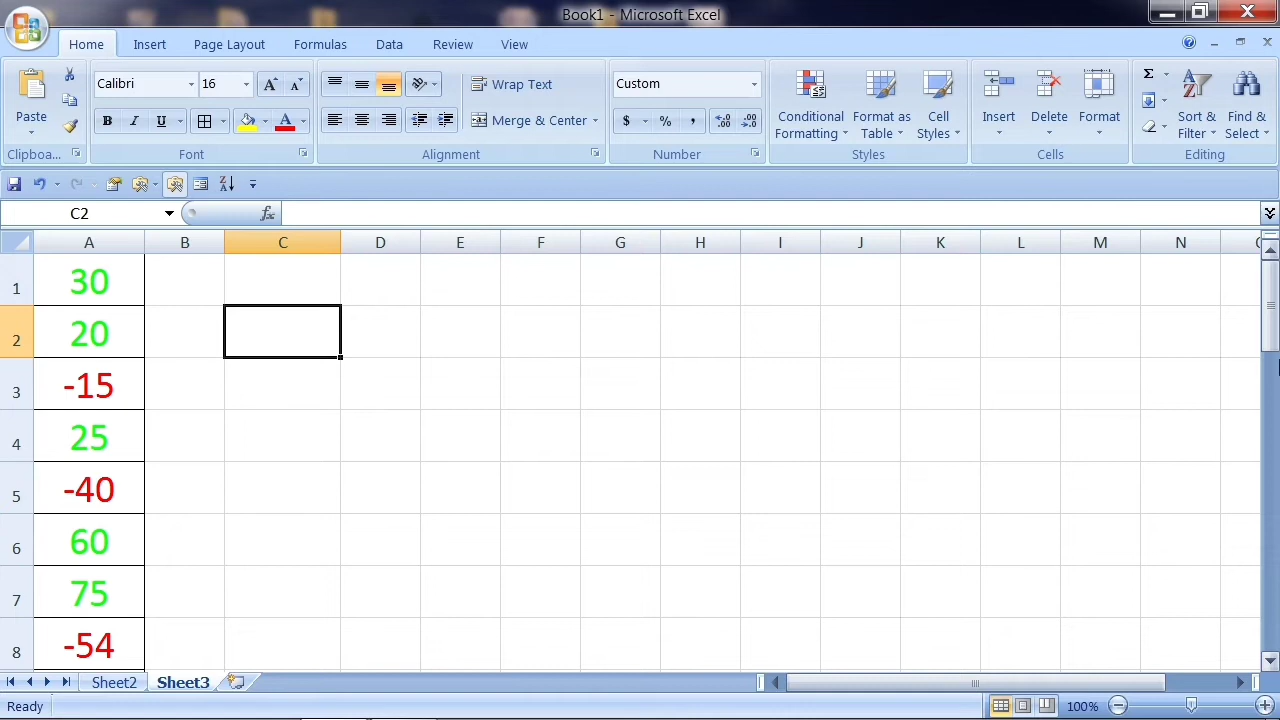 Book1 - Microsoft Excel
Home Insert Page Layout Formulas Data Review View
Paste
Calibri 16
B I U A
Wrap Text
Merge & Center
Custom
$ % ,
Conditional Formatting
Format as Table
Cell Styles
Insert Delete Format
Σ
Sort & Filter
Find & Select
Clipboa... Font Alignment Number Styles Cells Editing
C2 fx
A B C D E F G H I J K L M N
1 30
2 20
3 -15
4 25
5 -40
6 60
7 75
8 -54
Sheet2 Sheet3
Ready 100%